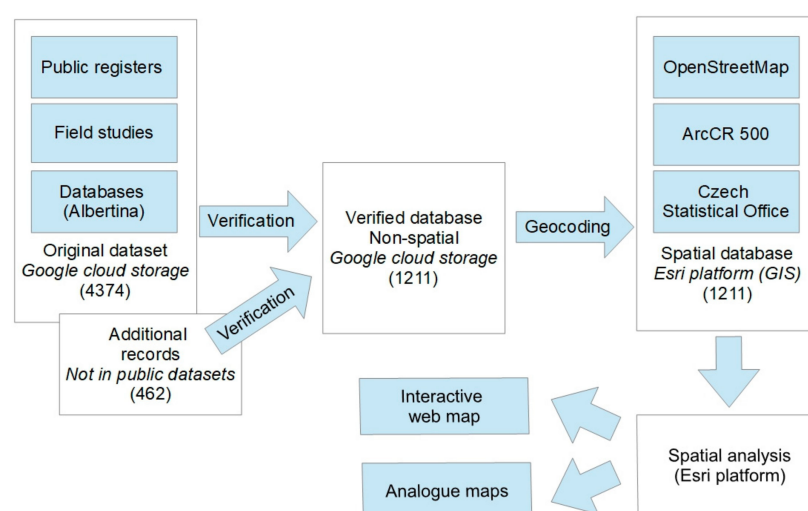 Public registers
Field studies
Databases
(Albertina)
Original dataset
Google cloud storage
(4374)
Additional
records
Not in public datasets
(462)
Verification
Verification
Verified database
Non-spatial
Google cloud storage
(1211)
Geocoding
OpenStreetMap
ArcCR 500
Czech
Statistical Office
Spatial database
Esri platform (GIS)
(1211)
Spatial analysis
(Esri platform)
Interactive
web map
Analogue maps